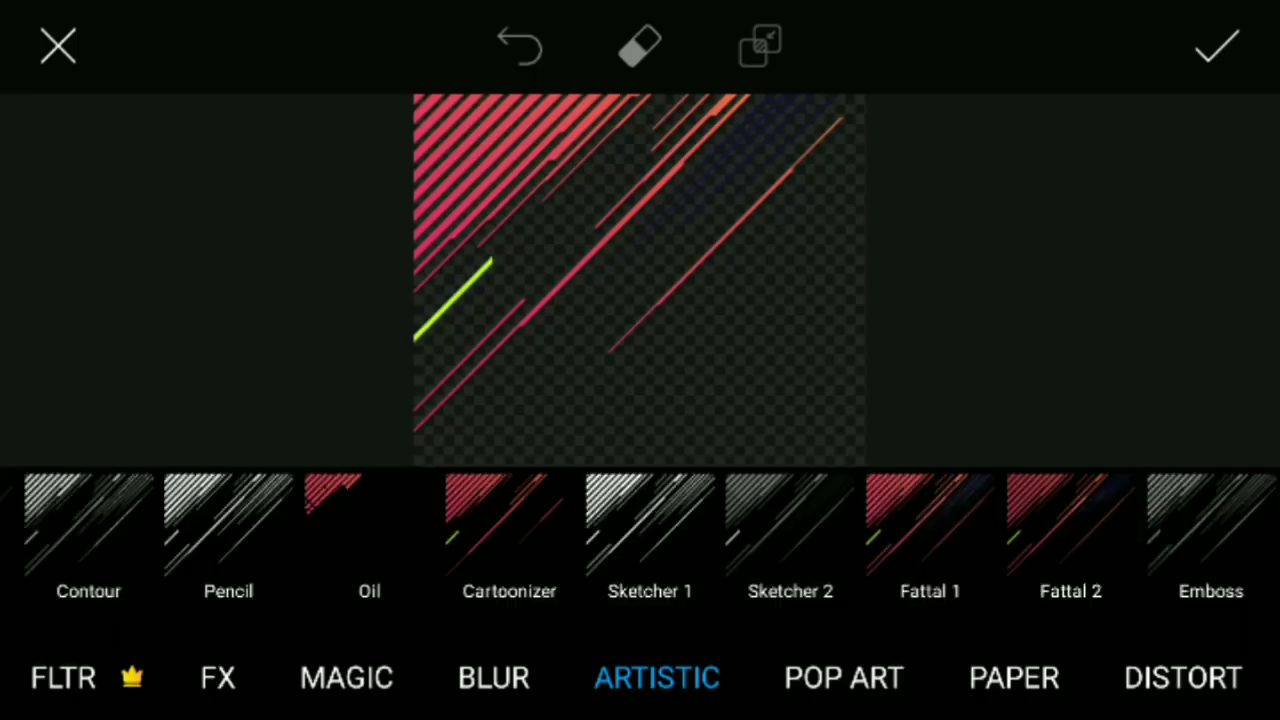 Contour Pencil Oil Cartoonizer Sketcher 1 Sketcher 2 Fattal 1 Fattal 2 Emboss
FLTR FX MAGIC BLUR ARTISTIC POP ART PAPER DISTORT